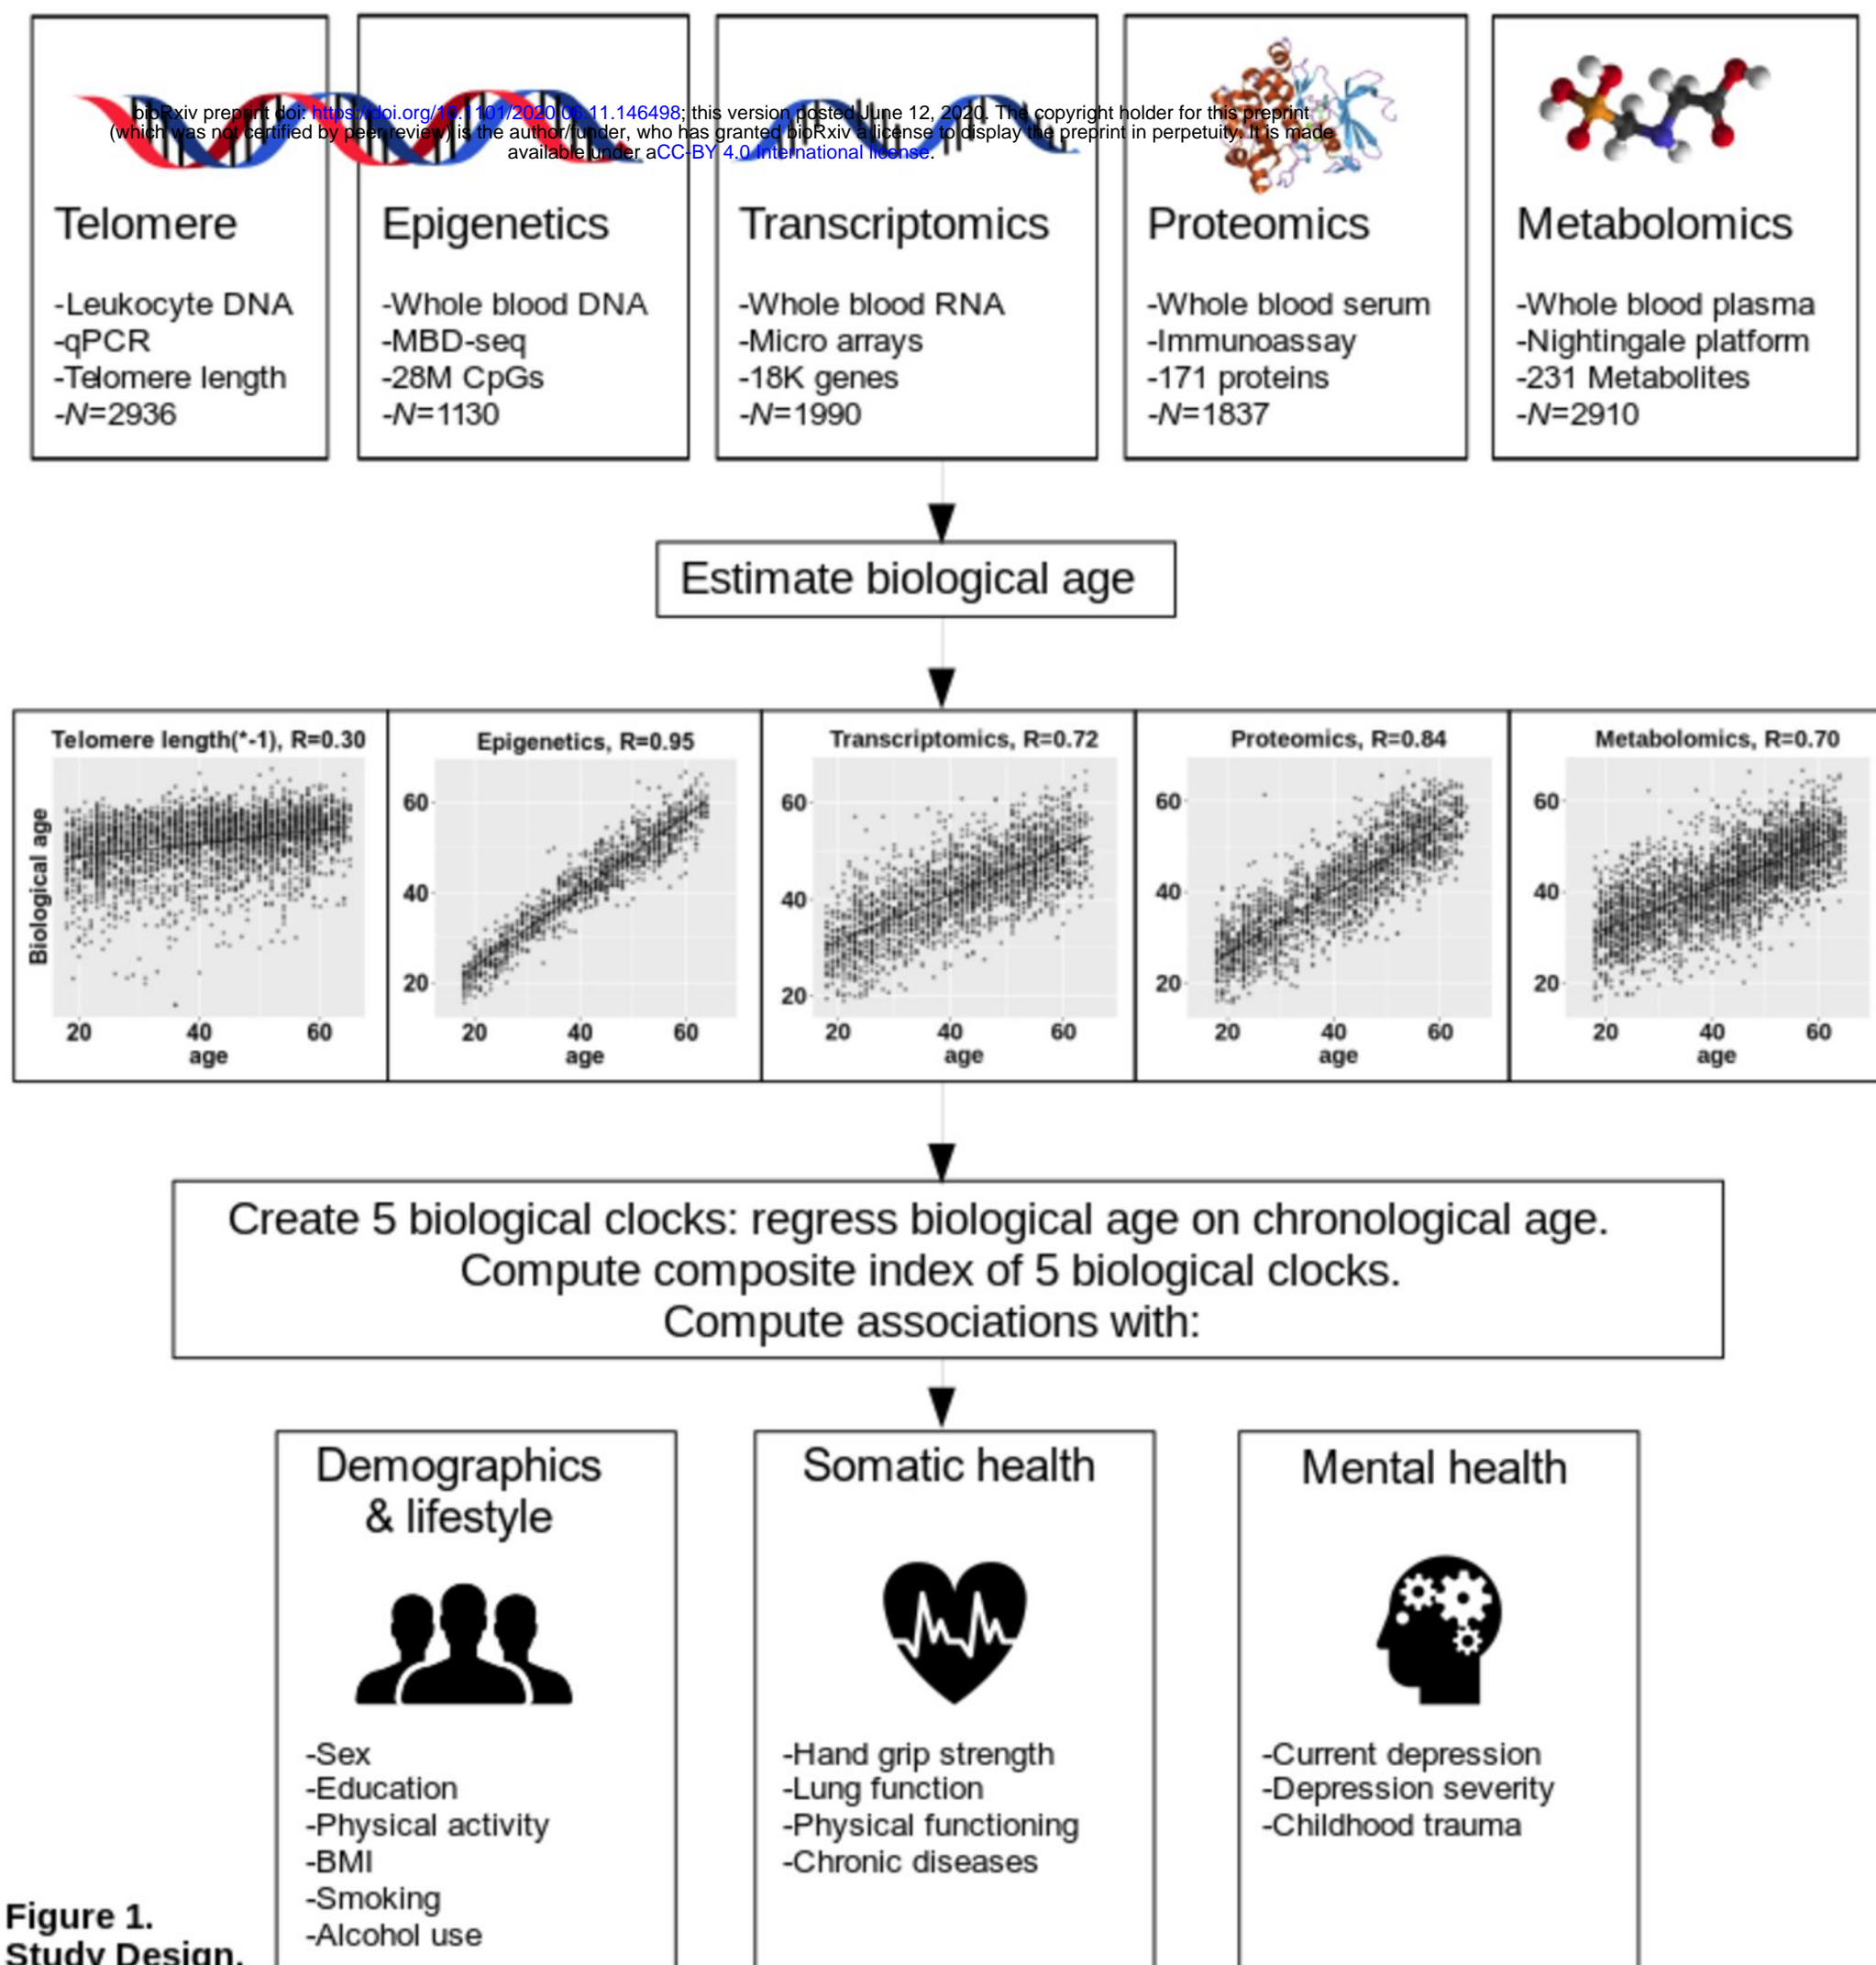 bioRxiv preprint doi: https://doi.org/10.1101/2020.06.11.146498; this version posted June 12, 2020. The copyright holder for this preprint
(which was not certified by peer review) is the author/funder, who has granted bioRxiv a license to display the preprint in perpetuity. It is made
available under aCC-BY 4.0 International license.
Telomere
-Leukocyte DNA
-qPCR
-Telomere length
-N=2936
Epigenetics
-Whole blood DNA
-MBD-seq
-28M CpGs
-N=1130
Transcriptomics
-Whole blood RNA
-Micro arrays
-18K genes
-N=1990
Proteomics
-Whole blood serum
-Immunoassay
-171 proteins
-N=1837
Metabolomics
-Whole blood plasma
-Nightingale platform
-231 Metabolites
-N=2910
Estimate biological age
Telomere length(*-1), R=0.30
Biological age
20 40 60
age
Epigenetics, R=0.95
60
40
20
20 40 60
age
Transcriptomics, R=0.72
60
40
20
20 40 60
age
Proteomics, R=0.84
60
40
20
20 40 60
age
Metabolomics, R=0.70
60
40
20
20 40 60
age
Create 5 biological clocks: regress biological age on chronological age.
Compute composite index of 5 biological clocks.
Compute associations with:
Demographics
& lifestyle
-Sex
-Education
-Physical activity
-BMI
-Smoking
-Alcohol use
Somatic health
-Hand grip strength
-Lung function
-Physical functioning
-Chronic diseases
Mental health
-Current depression
-Depression severity
-Childhood trauma
Figure 1.
Study Design.